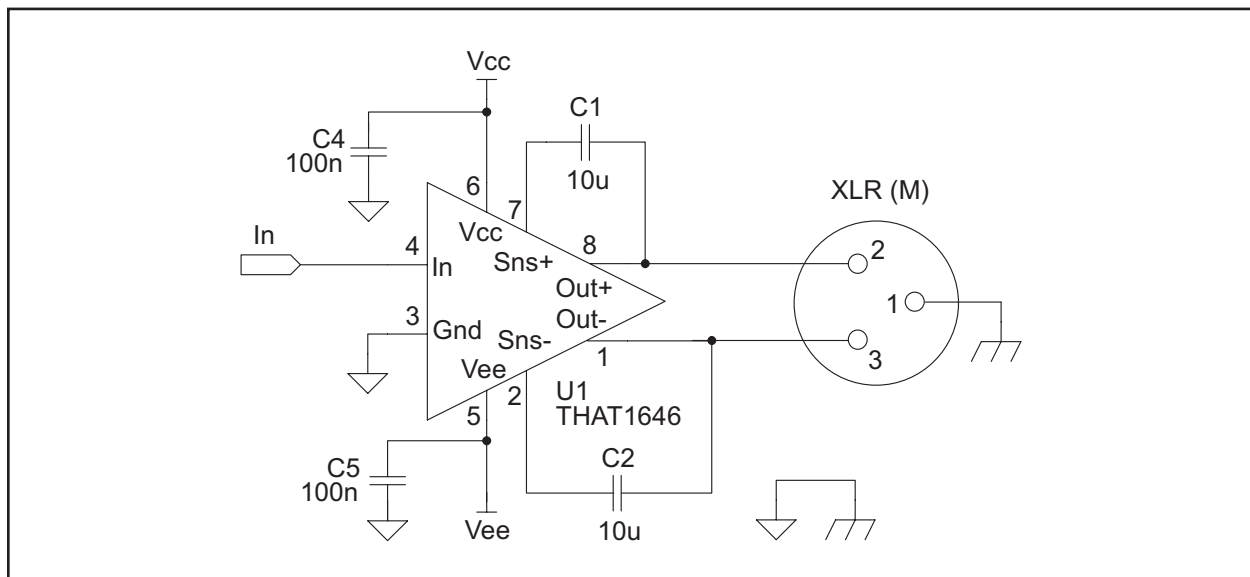 Vcc
C4
100n
C1
10u
XLR (M)
6
7
Vcc
In
4
8
2
In
Sns+
Out+
1
3
Gnd
Out-
Sns-
3
Vee
1
2
U1
THAT1646
5
C5
100n
C2
10u
Vee